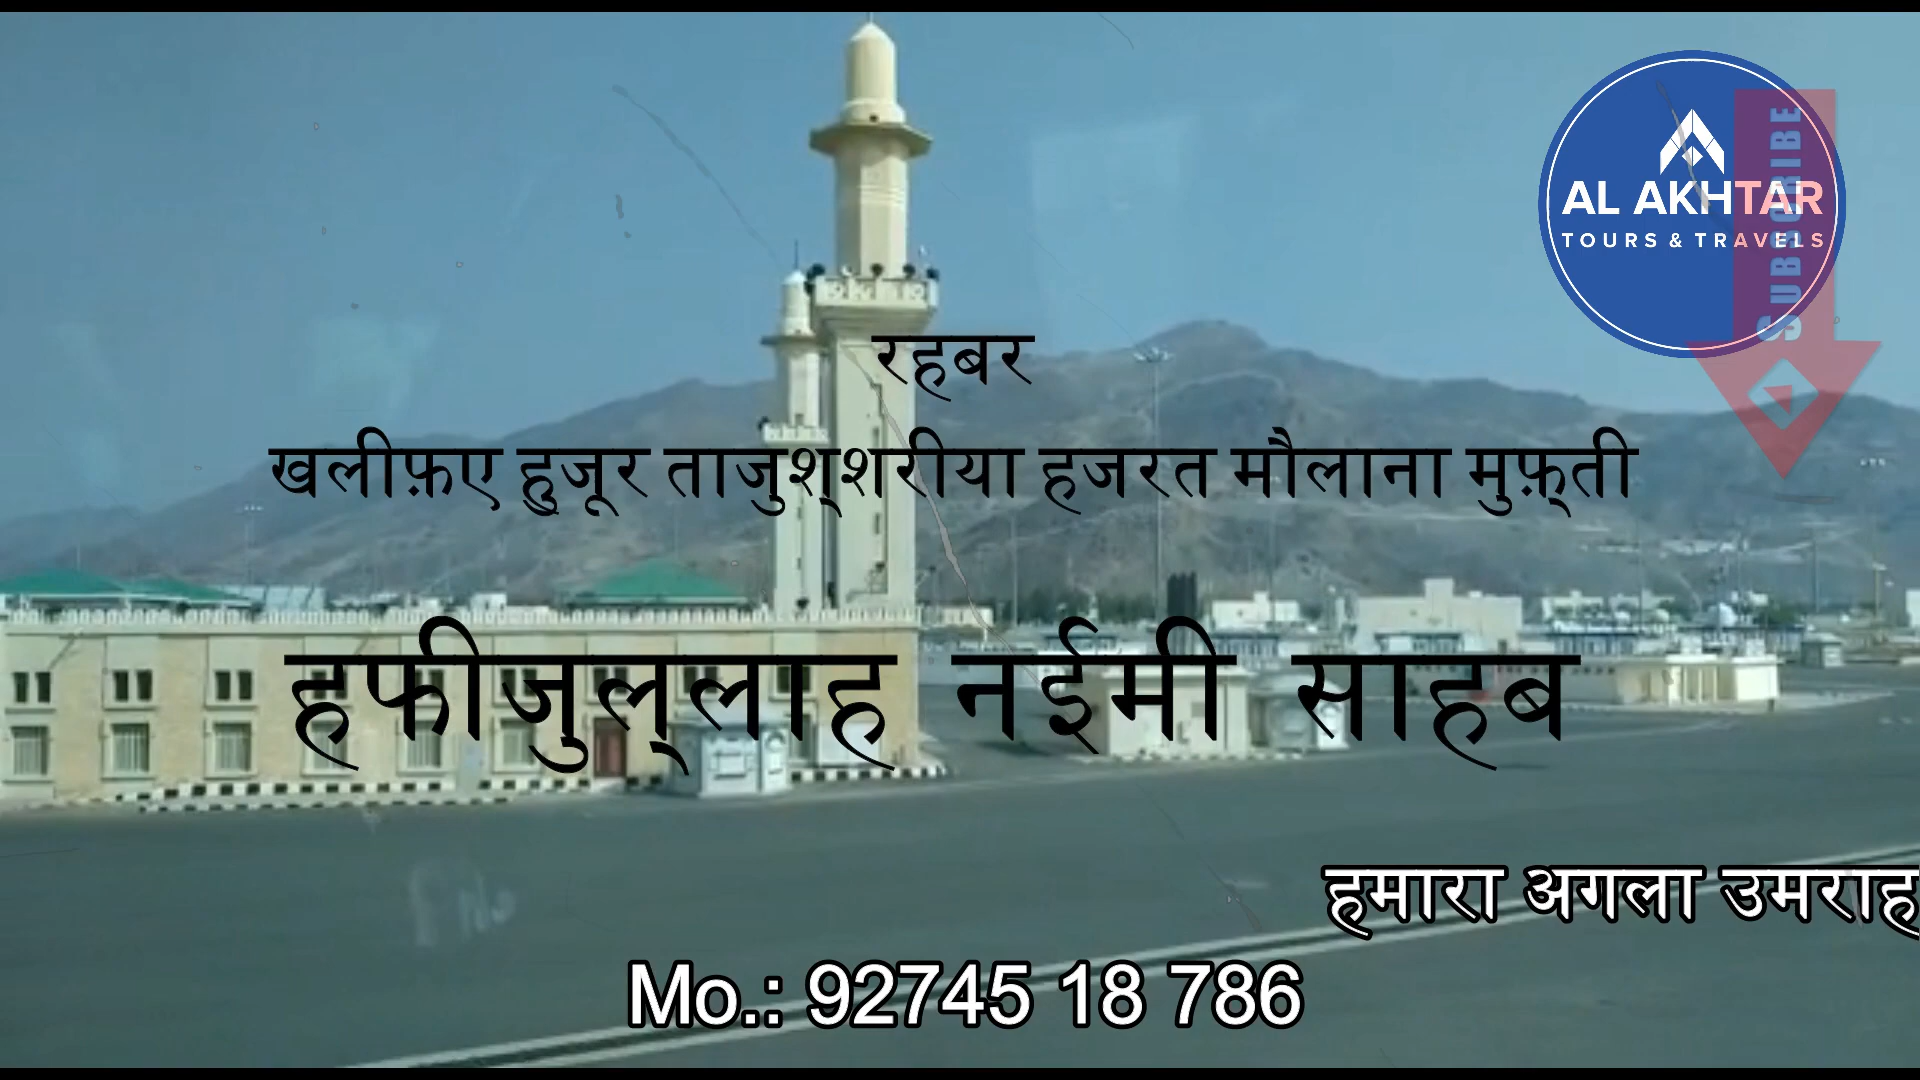 AL AKHTAR
TOURS & TRAVELS
SUBSCRIBE
रहबर
खलीफ़ए हुजूर ताजुश्शरीया हजरत मौलाना मुफ़्ती
हफीजुल्लाह नईमी साहब
हमारा अगला उमराह
Mo.: 92745 18 786